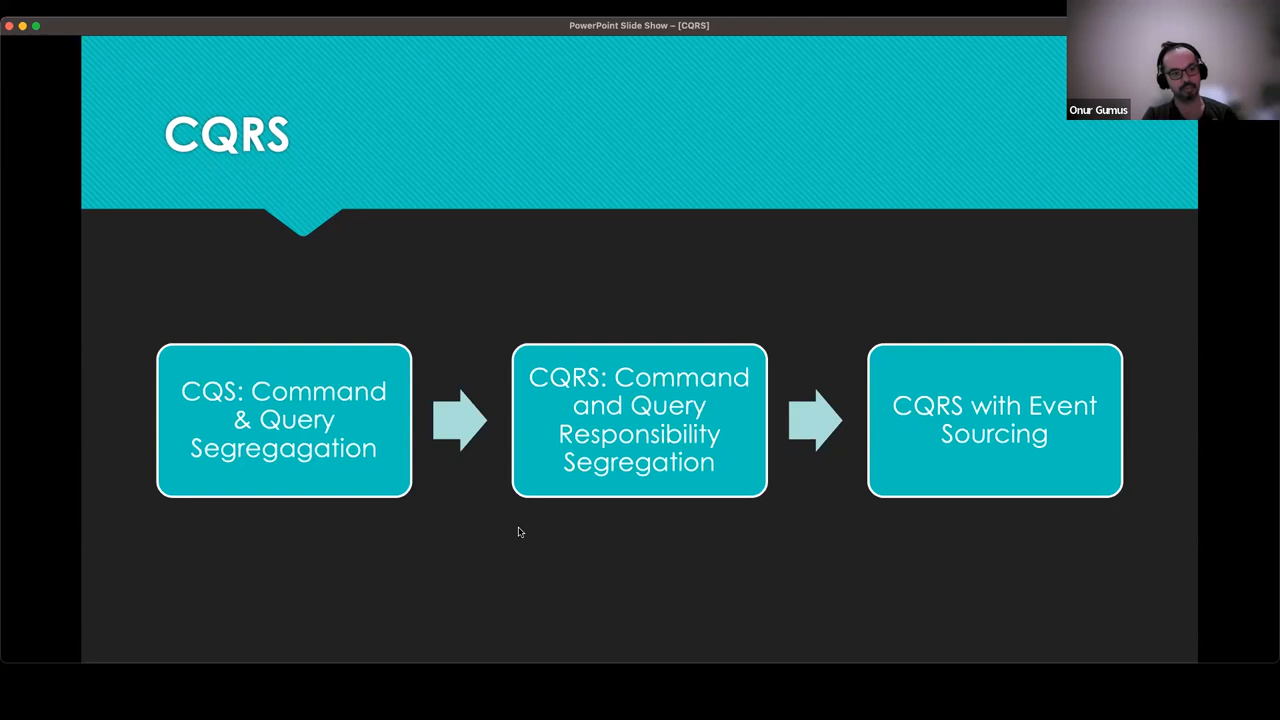 PowerPoint Slide Show – [CQRS]
Onur Gumus
CQRS
CQS: Command
& Query
Segregagation
CQRS: Command
and Query
Responsibility
Segregation
CQRS with Event
Sourcing